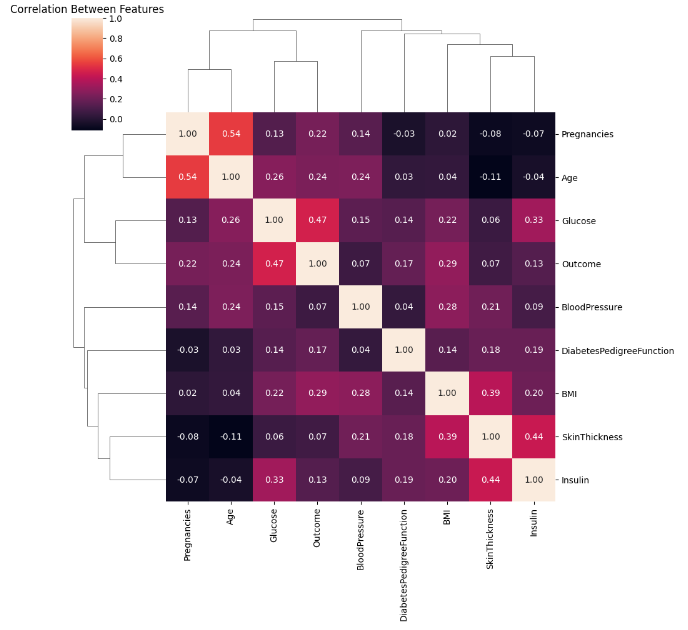 Correlation Between Features
1.0
0.8
0.6
0.4
0.2
0.0
1.00 0.54 0.13 0.22 0.14 -0.03 0.02 -0.08 -0.07 Pregnancies
0.54 1.00 0.26 0.24 0.24 0.03 0.04 -0.11 -0.04 Age
0.13 0.26 1.00 0.47 0.15 0.14 0.22 0.06 0.33 Glucose
0.22 0.24 0.47 1.00 0.07 0.17 0.29 0.07 0.13 Outcome
0.14 0.24 0.15 0.07 1.00 0.04 0.28 0.21 0.09 BloodPressure
-0.03 0.03 0.14 0.17 0.04 1.00 0.14 0.18 0.19 DiabetesPedigreeFunction
0.02 0.04 0.22 0.29 0.28 0.14 1.00 0.39 0.20 BMI
-0.08 -0.11 0.06 0.07 0.21 0.18 0.39 1.00 0.44 SkinThickness
-0.07 -0.04 0.33 0.13 0.09 0.19 0.20 0.44 1.00 Insulin
Pregnancies
Age
Glucose
Outcome
BloodPressure
DiabetesPedigreeFunction
BMI
SkinThickness
Insulin